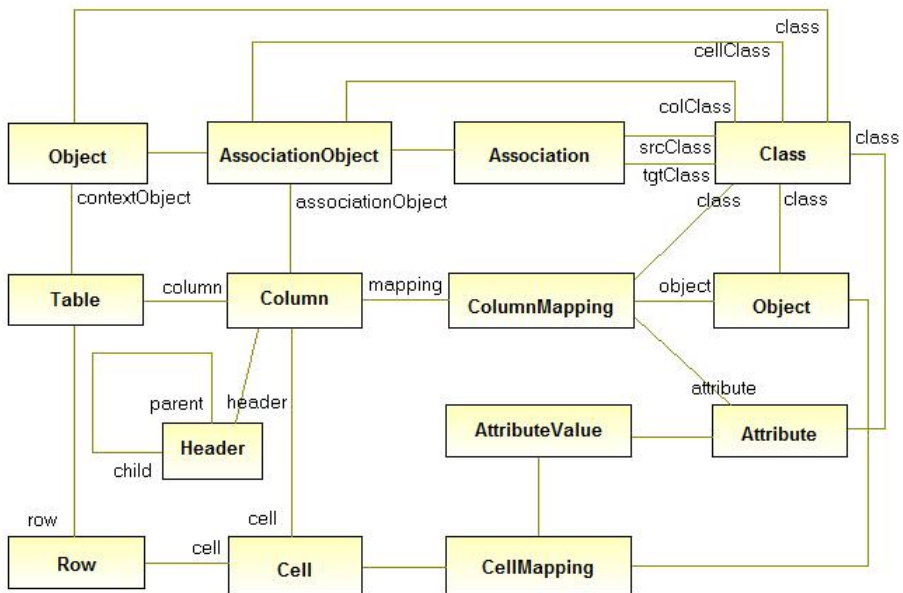 class
cellClass
colClass
Object
AssociationObject
Association
Class
class
srcClass
tgtClass
contextObject
associationObject
class
class
Table
column
Column
mapping
ColumnMapping
object
Object
parent
header
attribute
Header
AttributeValue
Attribute
child
row
cell
cell
Row
Cell
CellMapping